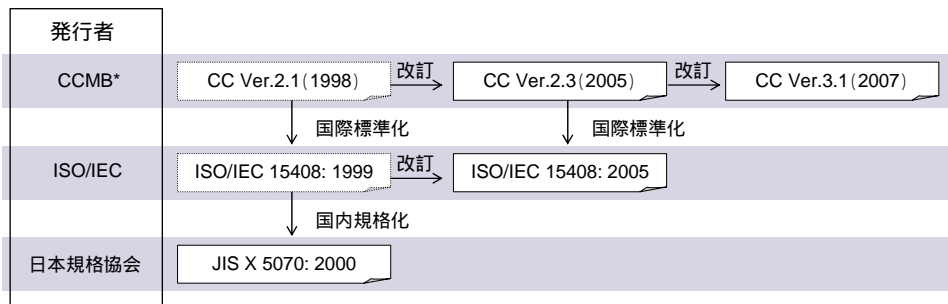 発行者
CCMB*
CC Ver.2.1(1998)
改訂
CC Ver.2.3(2005)
改訂
CC Ver.3.1(2007)
国際標準化
国際標準化
ISO/IEC
ISO/IEC 15408: 1999
改訂
ISO/IEC 15408: 2005
国内規格化
日本規格協会
JIS X 5070: 2000